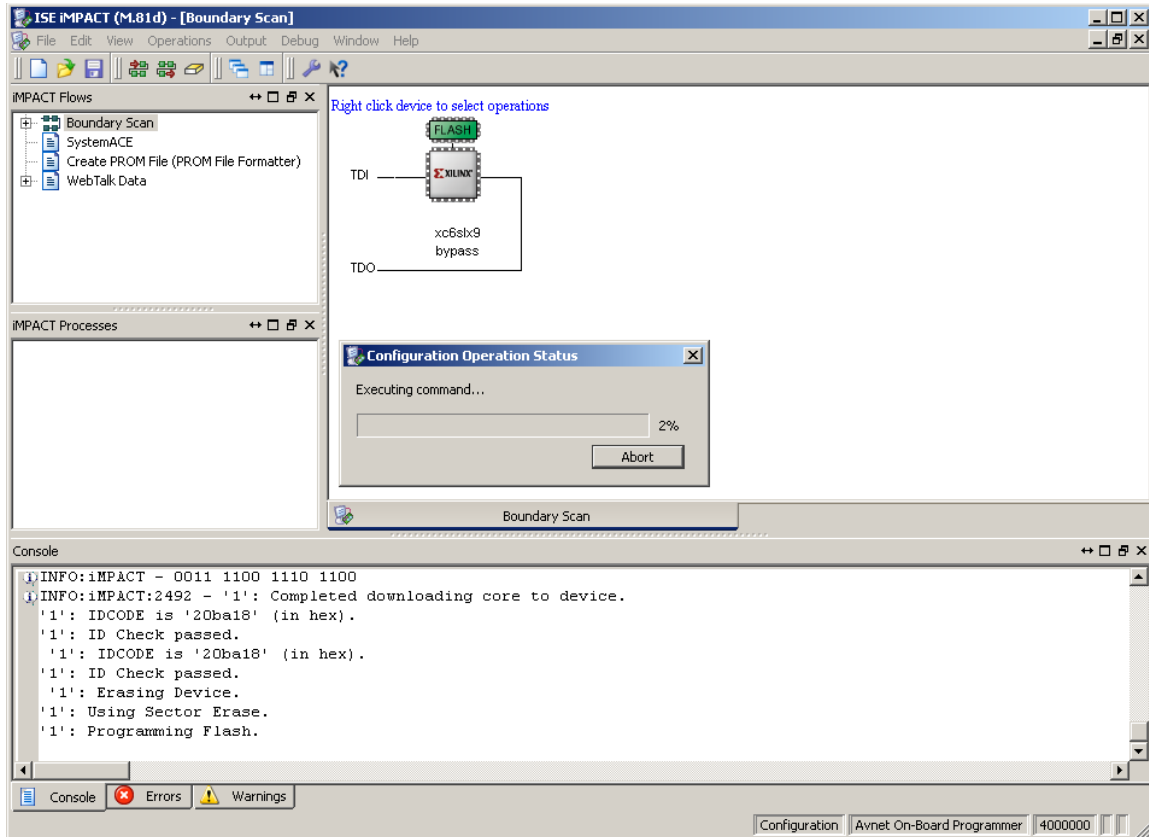 ISE iMPACT (M.81d) - [Boundary Scan]
File Edit View Operations Output Debug Window Help
iMPACT Flows
Boundary Scan
SystemACE
Create PROM File (PROM File Formatter)
WebTalk Data
Right click device to select operations
FLASH
TDI
XILINX
xc6slx9
bypass
TDO
iMPACT Processes
Configuration Operation Status
Executing command...
2%
Abort
Boundary Scan
Console
INFO:iMPACT - 0011 1100 1110 1100
INFO:iMPACT:2492 - '1': Completed downloading core to device.
'1': IDCODE is '20ba18' (in hex).
'1': ID Check passed.
'1': IDCODE is '20ba18' (in hex).
'1': ID Check passed.
'1': Erasing Device.
'1': Using Sector Erase.
'1': Programming Flash.
Console Errors Warnings
Configuration Avnet On-Board Programmer 4000000